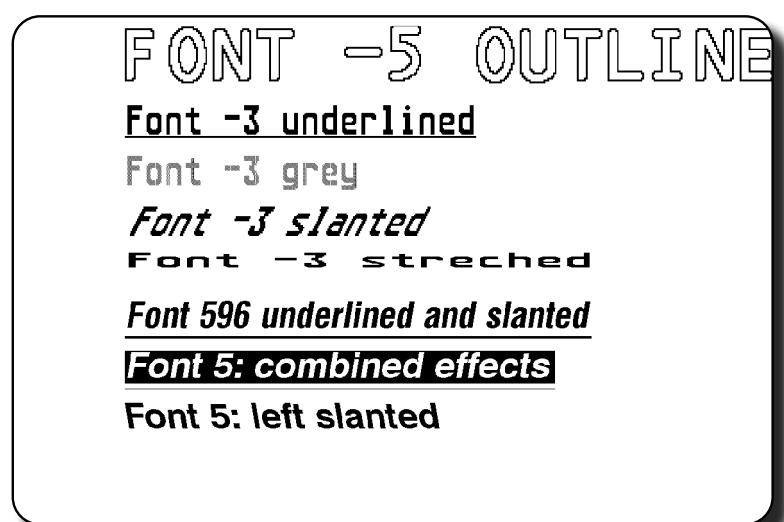 FONT -5 OUTLINE
Font -3 underlined
Font -3 grey
Font -3 slanted
Font -3 streched
Font 596 underlined and slanted
Font 5: combined effects
Font 5: left slanted